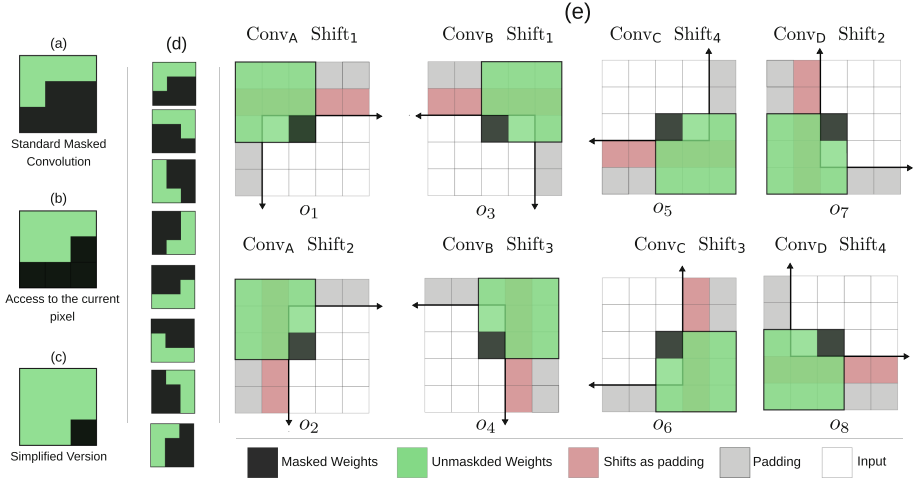 (a)
Standard Masked
Convolution
(b)
Access to the current
pixel
(c)
Simplified Version
(d)
(e)
ConvA Shift1
ConvB Shift1
ConvC Shift4
ConvD Shift2
o1
o3
o5
o7
ConvA Shift2
ConvB Shift3
ConvC Shift3
ConvD Shift4
o2
o4
o6
o8
Masked Weights
Unmaskded Weights
Shifts as padding
Padding
Input